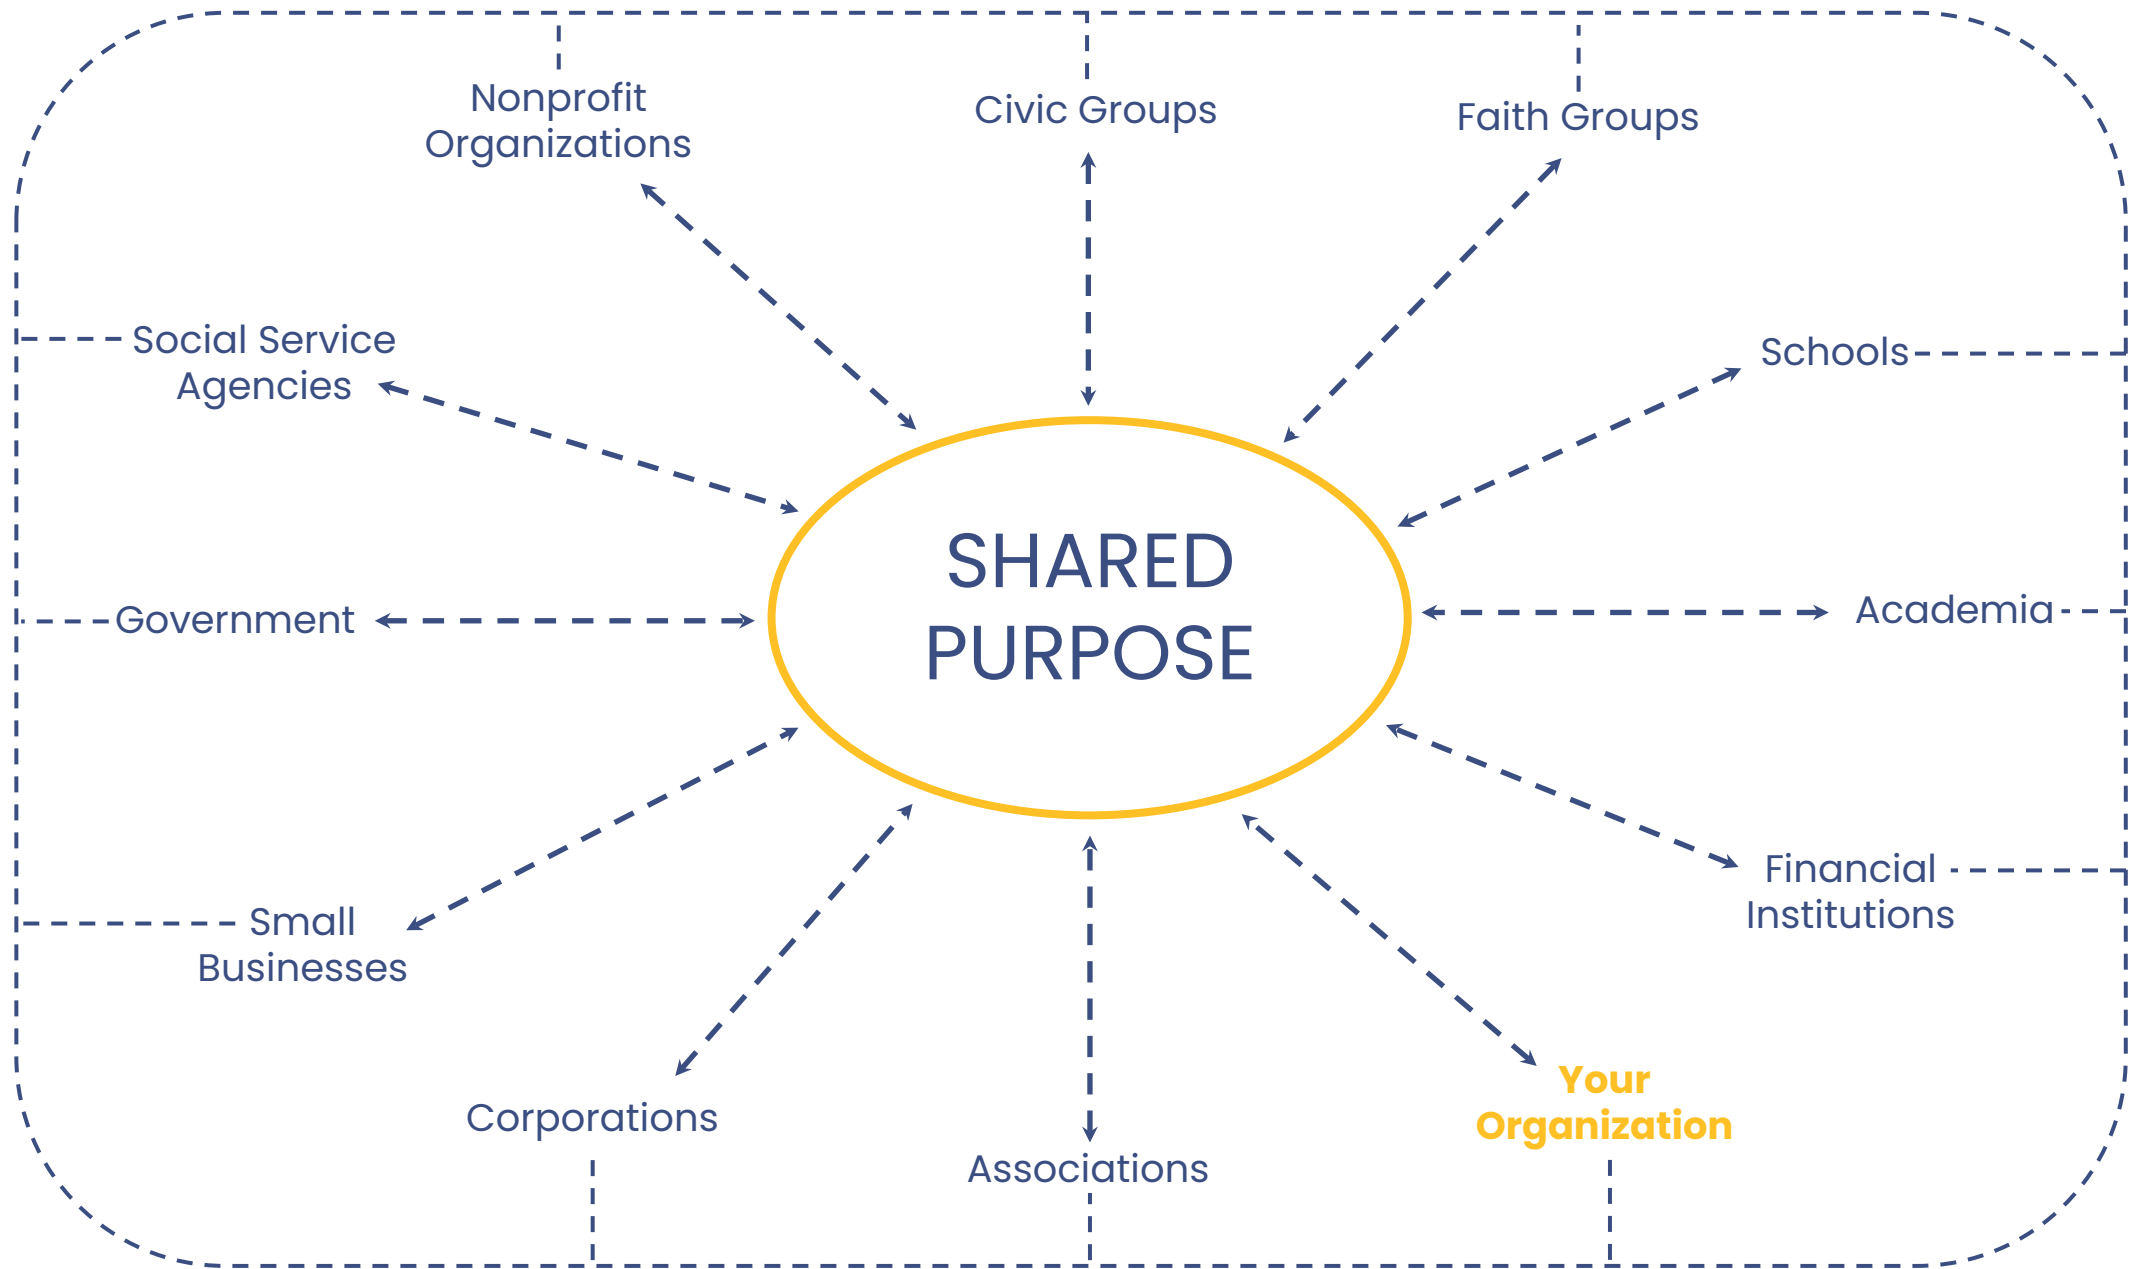 Nonprofit
Organizations
Civic Groups
Faith Groups
Social Service
Agencies
Schools
SHARED
PURPOSE
Government
Academia
Small
Businesses
Financial
Institutions
Corporations
Associations
Your
Organization